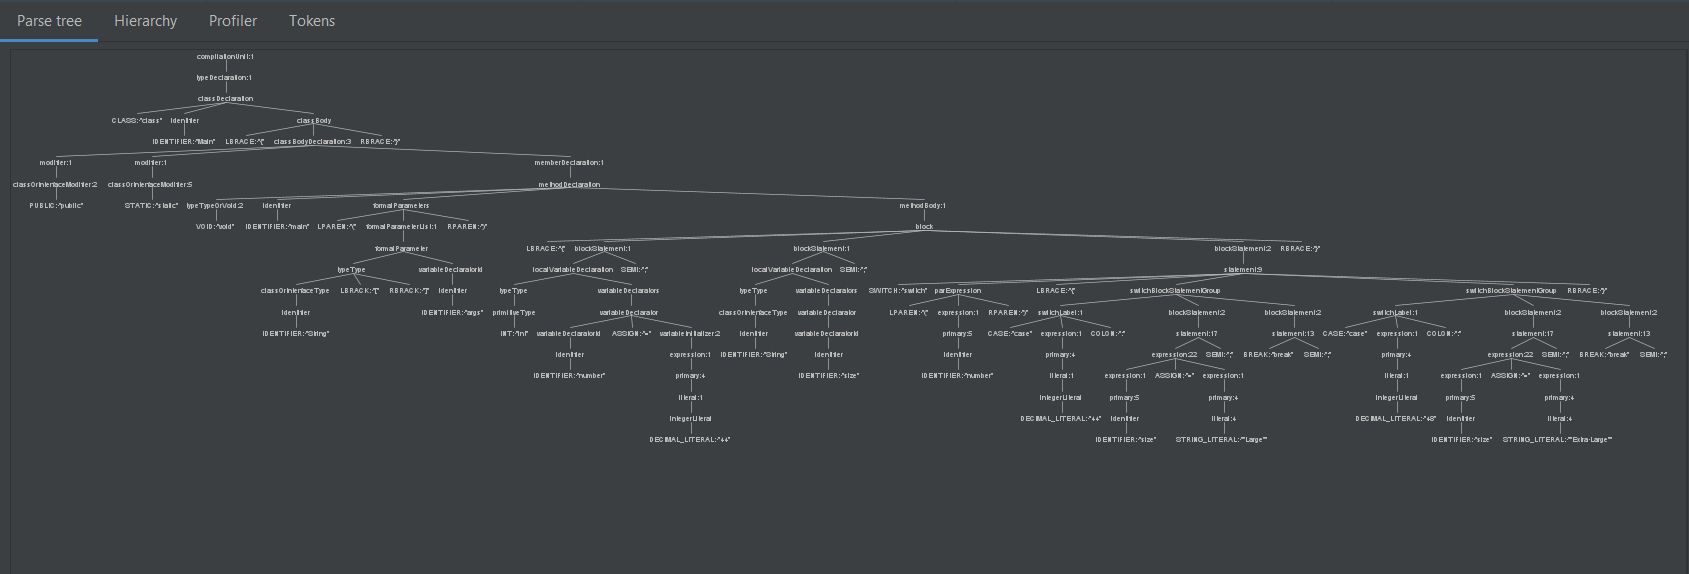 Parse tree Hierarchy Profiler Tokens
compilationUnit:1
typeDeclaration:1
classDeclaration
CLASS:"class" identifier classBody
IDENTIFIER:"Main" LBRACE:"{" classBodyDeclaration:3 RBRACE:"}"
modifier:1 modifier:1 memberDeclaration:1
classOrInterfaceModifier:2 classOrInterfaceModifier:5 methodDeclaration
PUBLIC:"public" STATIC:"static" typeTypeOrVoid:2 identifier formalParameters methodBody:1
VOID:"void" IDENTIFIER:"main" LPAREN:"(" formalParameterList:1 RPAREN:")" block
formalParameter LBRACE:"{" blockStatement:1 blockStatement:1 blockStatement:2 RBRACE:"}"
typeType variableDeclaratorId localVariableDeclaration SEMI:";" localVariableDeclaration SEMI:";" statement:9
classOrInterfaceType LBRACK:"[" RBRACK:"]" identifier typeType variableDeclarators typeType variableDeclarators SWITCH:"switch" parExpression LBRACE:"{" switchBlockStatementGroup switchBlockStatementGroup RBRACE:"}"
identifier IDENTIFIER:"args" primitiveType variableDeclarator classOrInterfaceType variableDeclarator LPAREN:"(" expression:1 RPAREN:")" switchLabel:1 blockStatement:2 blockStatement:2 switchLabel:1 blockStatement:2 blockStatement:2
IDENTIFIER:"String" INT:"int" variableDeclaratorId ASSIGN:"=" variableInitializer:2 identifier variableDeclaratorId primary:5 CASE:"case" expression:1 COLON:":" statement:17 statement:13 CASE:"case" expression:1 COLON:":" statement:17 statement:13
identifier expression:1 IDENTIFIER:"String" identifier identifier primary:4 expression:22 SEMI:";" BREAK:"break" SEMI:";" primary:4 expression:22 SEMI:";" BREAK:"break" SEMI:";"
IDENTIFIER:"number" primary:4 IDENTIFIER:"size" IDENTIFIER:"number" literal:1 expression:1 ASSIGN:"=" expression:1 literal:1 expression:1 ASSIGN:"=" expression:1
literal:1 integerLiteral primary:5 primary:4 integerLiteral primary:5 primary:4
integerLiteral DECIMAL_LITERAL:"44" identifier literal:4 DECIMAL_LITERAL:"48" identifier literal:4
DECIMAL_LITERAL:"44" IDENTIFIER:"size" STRING_LITERAL:""Large"" IDENTIFIER:"size" STRING_LITERAL:""Extra-Large""